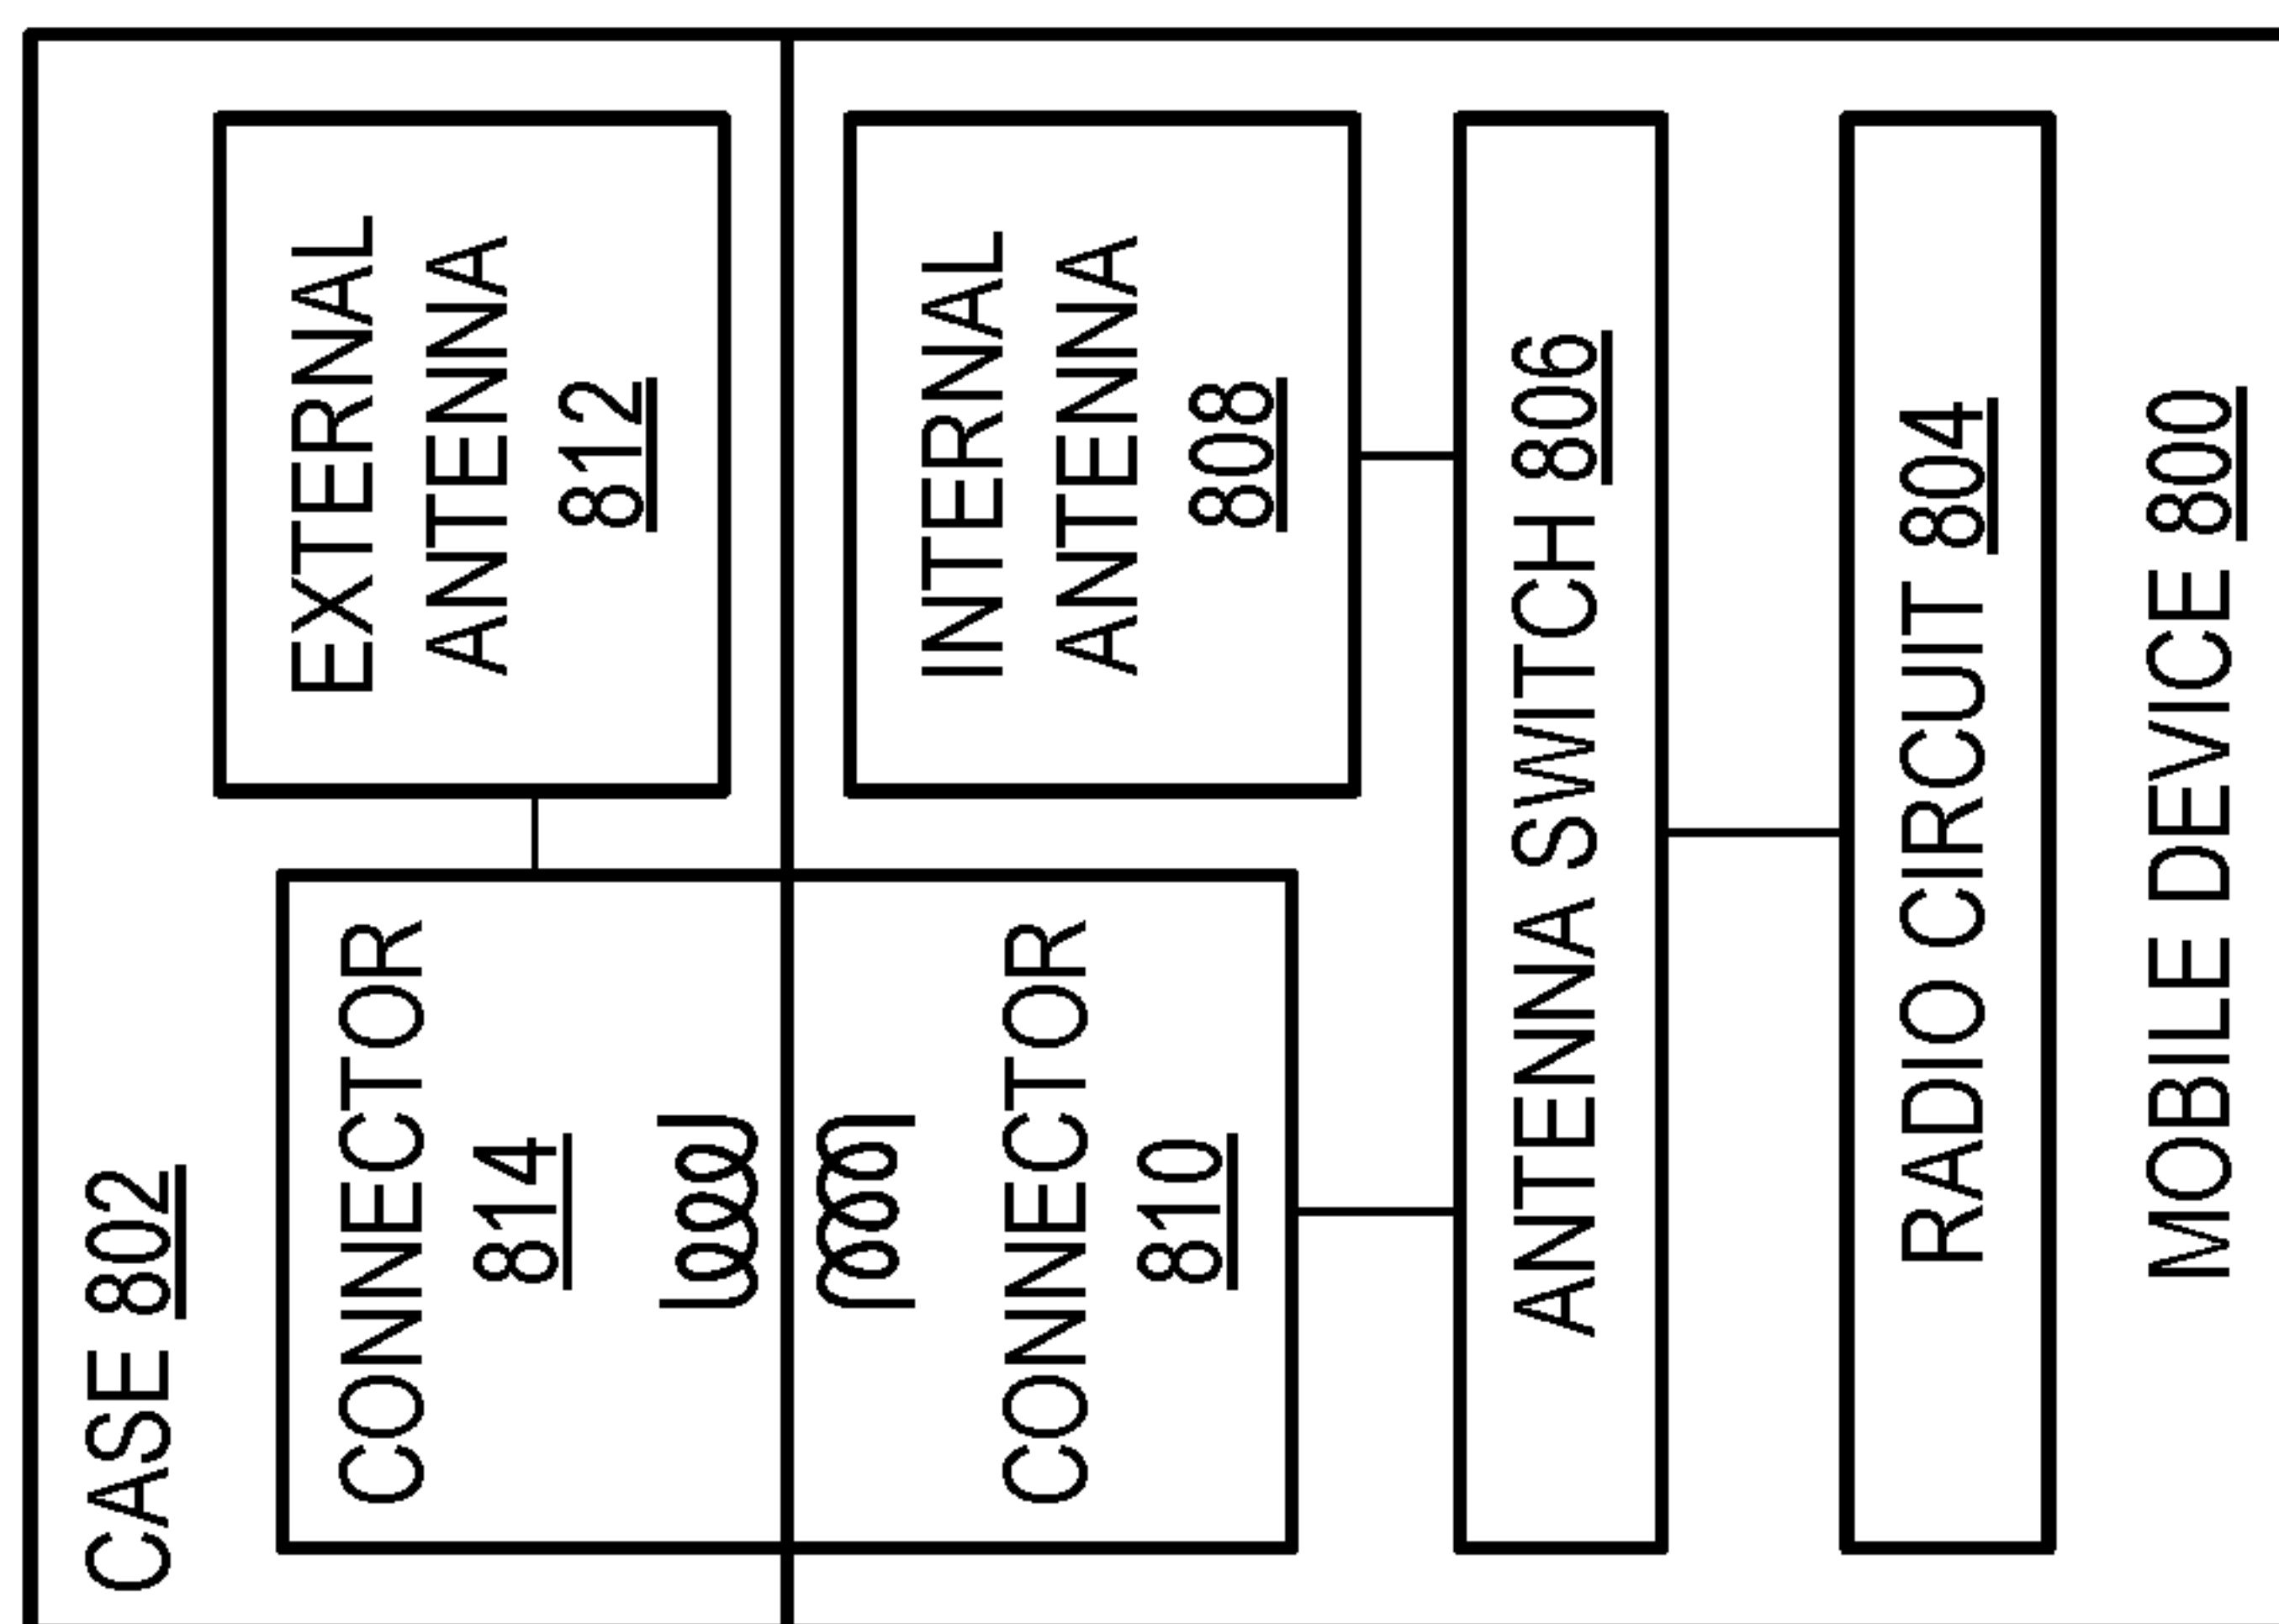 CASE 802
CONNECTOR
814
EXTERNAL
ANTENNA
812
CONNECTOR
810
INTERNAL
ANTENNA
808
ANTENNA SWITCH 806
RADIO CIRCUIT 804
MOBILE DEVICE 800